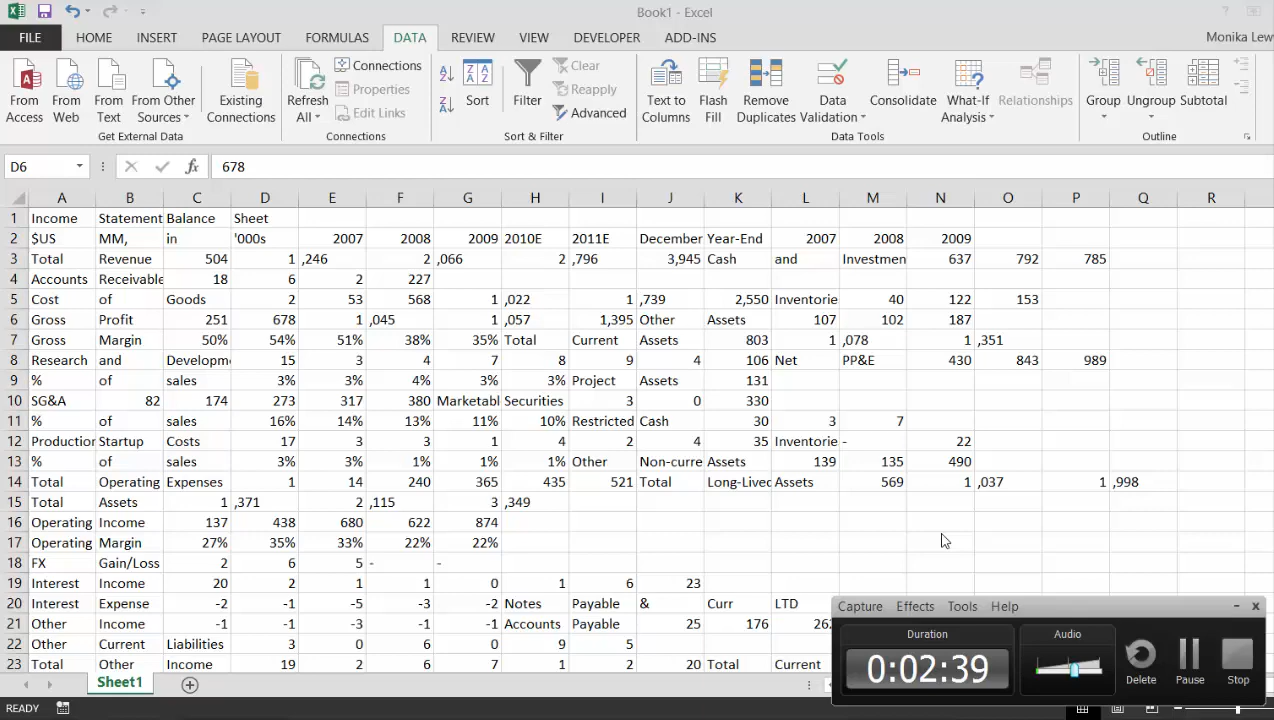 Book1 - Excel
FILE HOME INSERT PAGE LAYOUT FORMULAS DATA REVIEW VIEW DEVELOPER ADD-INS Monika Lew
From Access From Web From Text From Other Sources Existing Connections Refresh All Connections Properties Edit Links Sort Filter Clear Reapply Advanced Text to Columns Flash Fill Remove Duplicates Data Validation Consolidate What-If Analysis Relationships Group Ungroup Subtotal
Get External Data Connections Sort & Filter Data Tools Outline
D6 fx 678
A B C D E F G H I J K L M N O P Q R
1 Income Statement Balance Sheet
2 $US MM, in '000s 2007 2008 2009 2010E 2011E December Year-End 2007 2008 2009
3 Total Revenue 504 1 ,246 2 ,066 2 ,796 3,945 Cash and Investmen 637 792 785
4 Accounts Receivable 18 6 2 227
5 Cost of Goods 2 53 568 1 ,022 1 ,739 2,550 Inventorie 40 122 153
6 Gross Profit 251 678 1 ,045 1 ,057 1,395 Other Assets 107 102 187
7 Gross Margin 50% 54% 51% 38% 35% Total Current Assets 803 1 ,078 1 ,351
8 Research and Developm 15 3 4 7 8 9 4 106 Net PP&E 430 843 989
9 % of sales 3% 3% 4% 3% 3% Project Assets 131
10 SG&A 82 174 273 317 380 Marketabl Securities 3 0 330
11 % of sales 16% 14% 13% 11% 10% Restricted Cash 30 3 7
12 Production Startup Costs 17 3 3 1 4 2 4 35 Inventorie - 22
13 % of sales 3% 3% 1% 1% 1% Other Non-curre Assets 139 135 490
14 Total Operating Expenses 1 14 240 365 435 521 Total Long-Lived Assets 569 1 ,037 1 ,998
15 Total Assets 1 ,371 2 ,115 3 ,349
16 Operating Income 137 438 680 622 874
17 Operating Margin 27% 35% 33% 22% 22%
18 FX Gain/Loss 2 6 5 - -
19 Interest Income 20 2 1 1 0 1 6 23
20 Interest Expense -2 -1 -5 -3 -2 Notes Payable & Curr LTD
21 Other Income -1 -1 -3 -1 -1 Accounts Payable 25 176 262
22 Other Current Liabilities 3 0 6 0 9 5
23 Total Other Income 19 2 6 7 1 2 20 Total Current
Capture Effects Tools Help
Duration Audio
0:02:39
Delete Pause Stop
Sheet1
READY